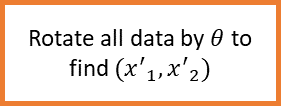 Rotate all data by 𝜃 to
find (𝑥′₁, 𝑥′₂)